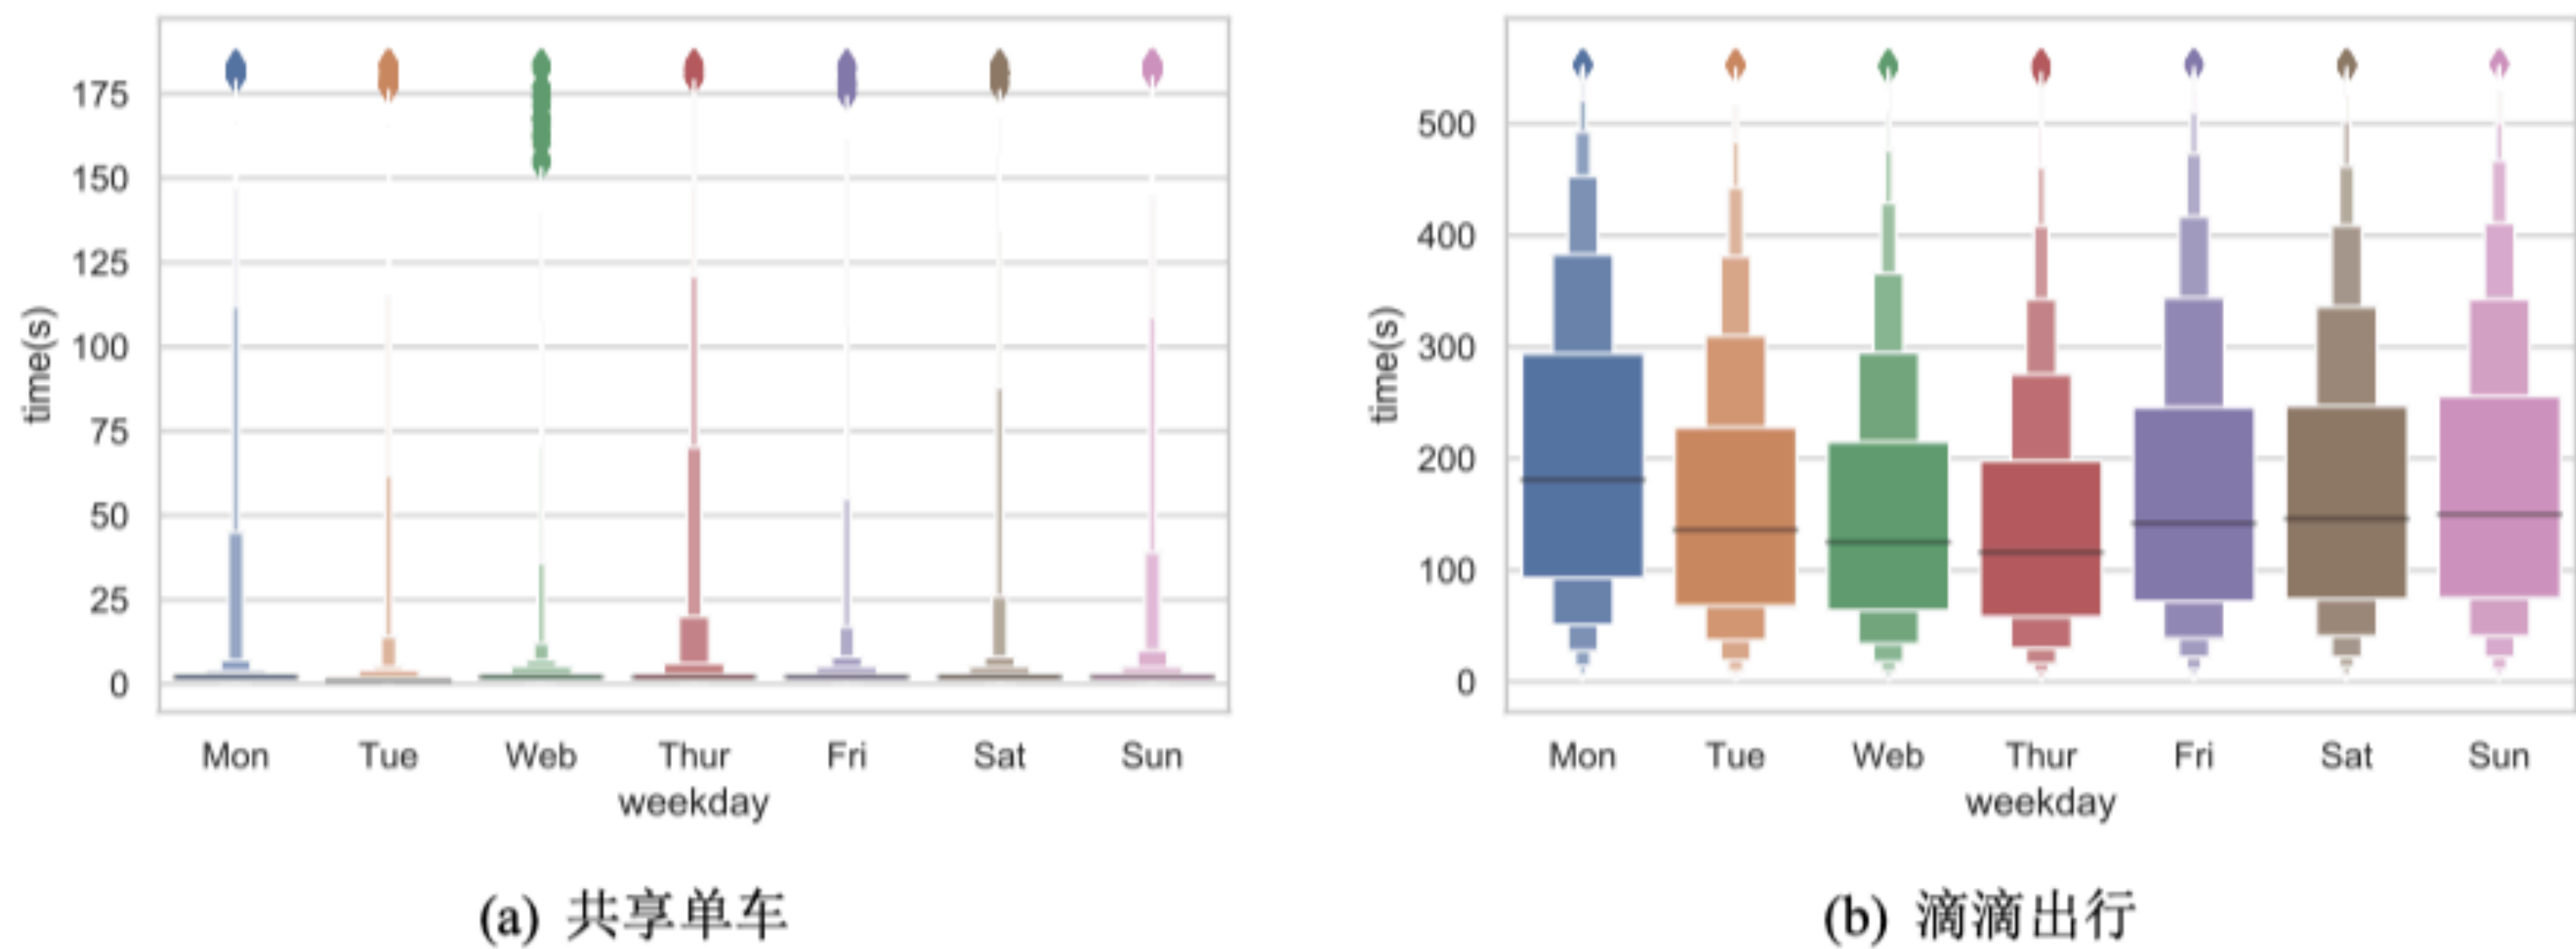 175
150
125
100
75
50
25
0
time(s)
Mon Tue Web Thur Fri Sat Sun
weekday
(a) 共享单车
500
400
300
200
100
0
time(s)
Mon Tue Web Thur Fri Sat Sun
weekday
(b) 滴滴出行